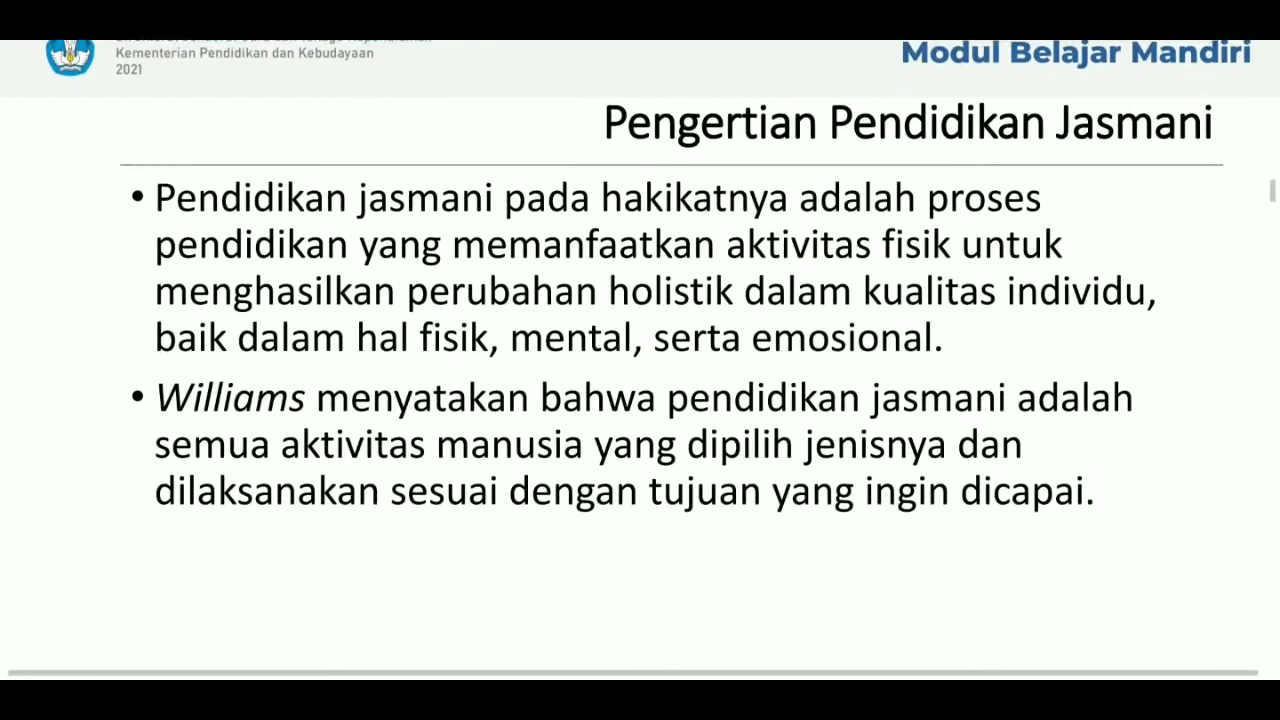 Kementerian Pendidikan dan Kebudayaan
2021
Modul Belajar Mandiri
Pengertian Pendidikan Jasmani
• Pendidikan jasmani pada hakikatnya adalah proses
pendidikan yang memanfaatkan aktivitas fisik untuk
menghasilkan perubahan holistik dalam kualitas individu,
baik dalam hal fisik, mental, serta emosional.
• Williams menyatakan bahwa pendidikan jasmani adalah
semua aktivitas manusia yang dipilih jenisnya dan
dilaksanakan sesuai dengan tujuan yang ingin dicapai.